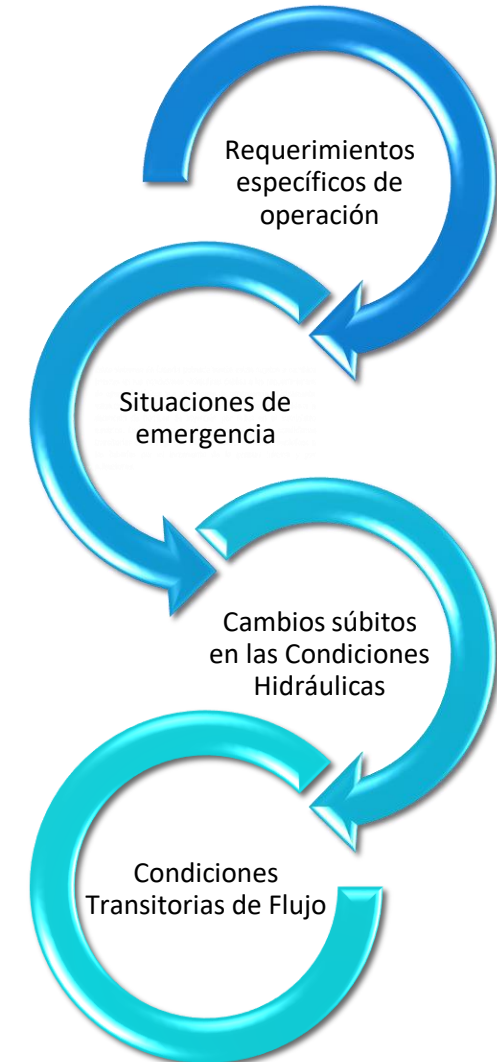 Requerimientos
específicos de
operación
Situaciones de
emergencia
Cambios súbitos
en las Condiciones
Hidráulicas
Condiciones
Transitorias de Flujo